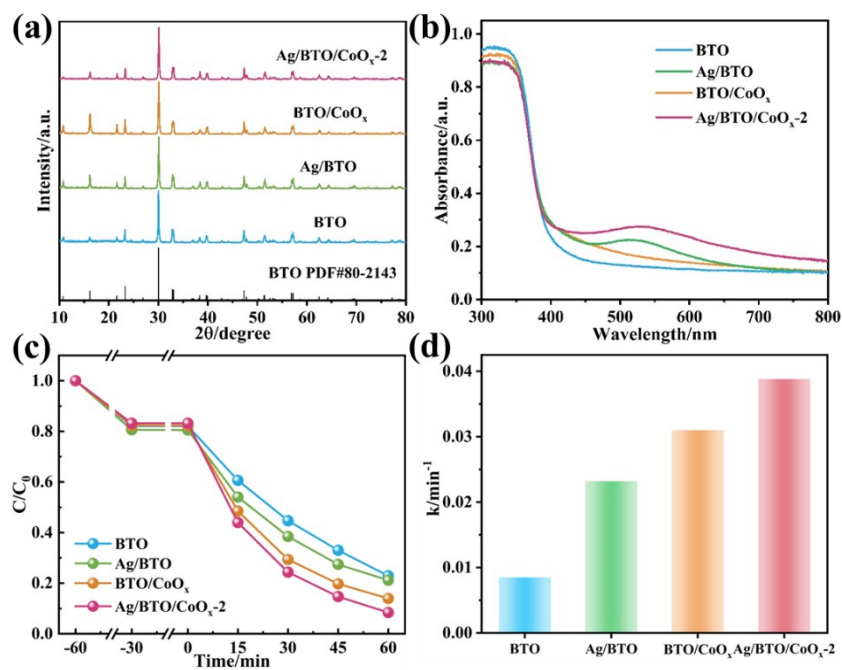 (a)
Intensity/a.u.
Ag/BTO/CoOₓ-2
BTO/CoOₓ
Ag/BTO
BTO
BTO PDF#80-2143
10 20 30 40 50 60 70 80
2θ/degree
(b)
Absorbance/a.u.
1.0
0.8
0.6
0.4
0.2
0.0
BTO
Ag/BTO
BTO/CoOₓ
Ag/BTO/CoOₓ-2
300 400 500 600 700 800
Wavelength/nm
(c)
C/C₀
1.0
0.8
0.6
0.4
0.2
0.0
BTO
Ag/BTO
BTO/CoOₓ
Ag/BTO/CoOₓ-2
-60 -30 0 15 30 45 60
Time/min
(d)
k/min⁻¹
0.04
0.03
0.02
0.01
0.00
BTO Ag/BTO BTO/CoOₓ Ag/BTO/CoOₓ-2